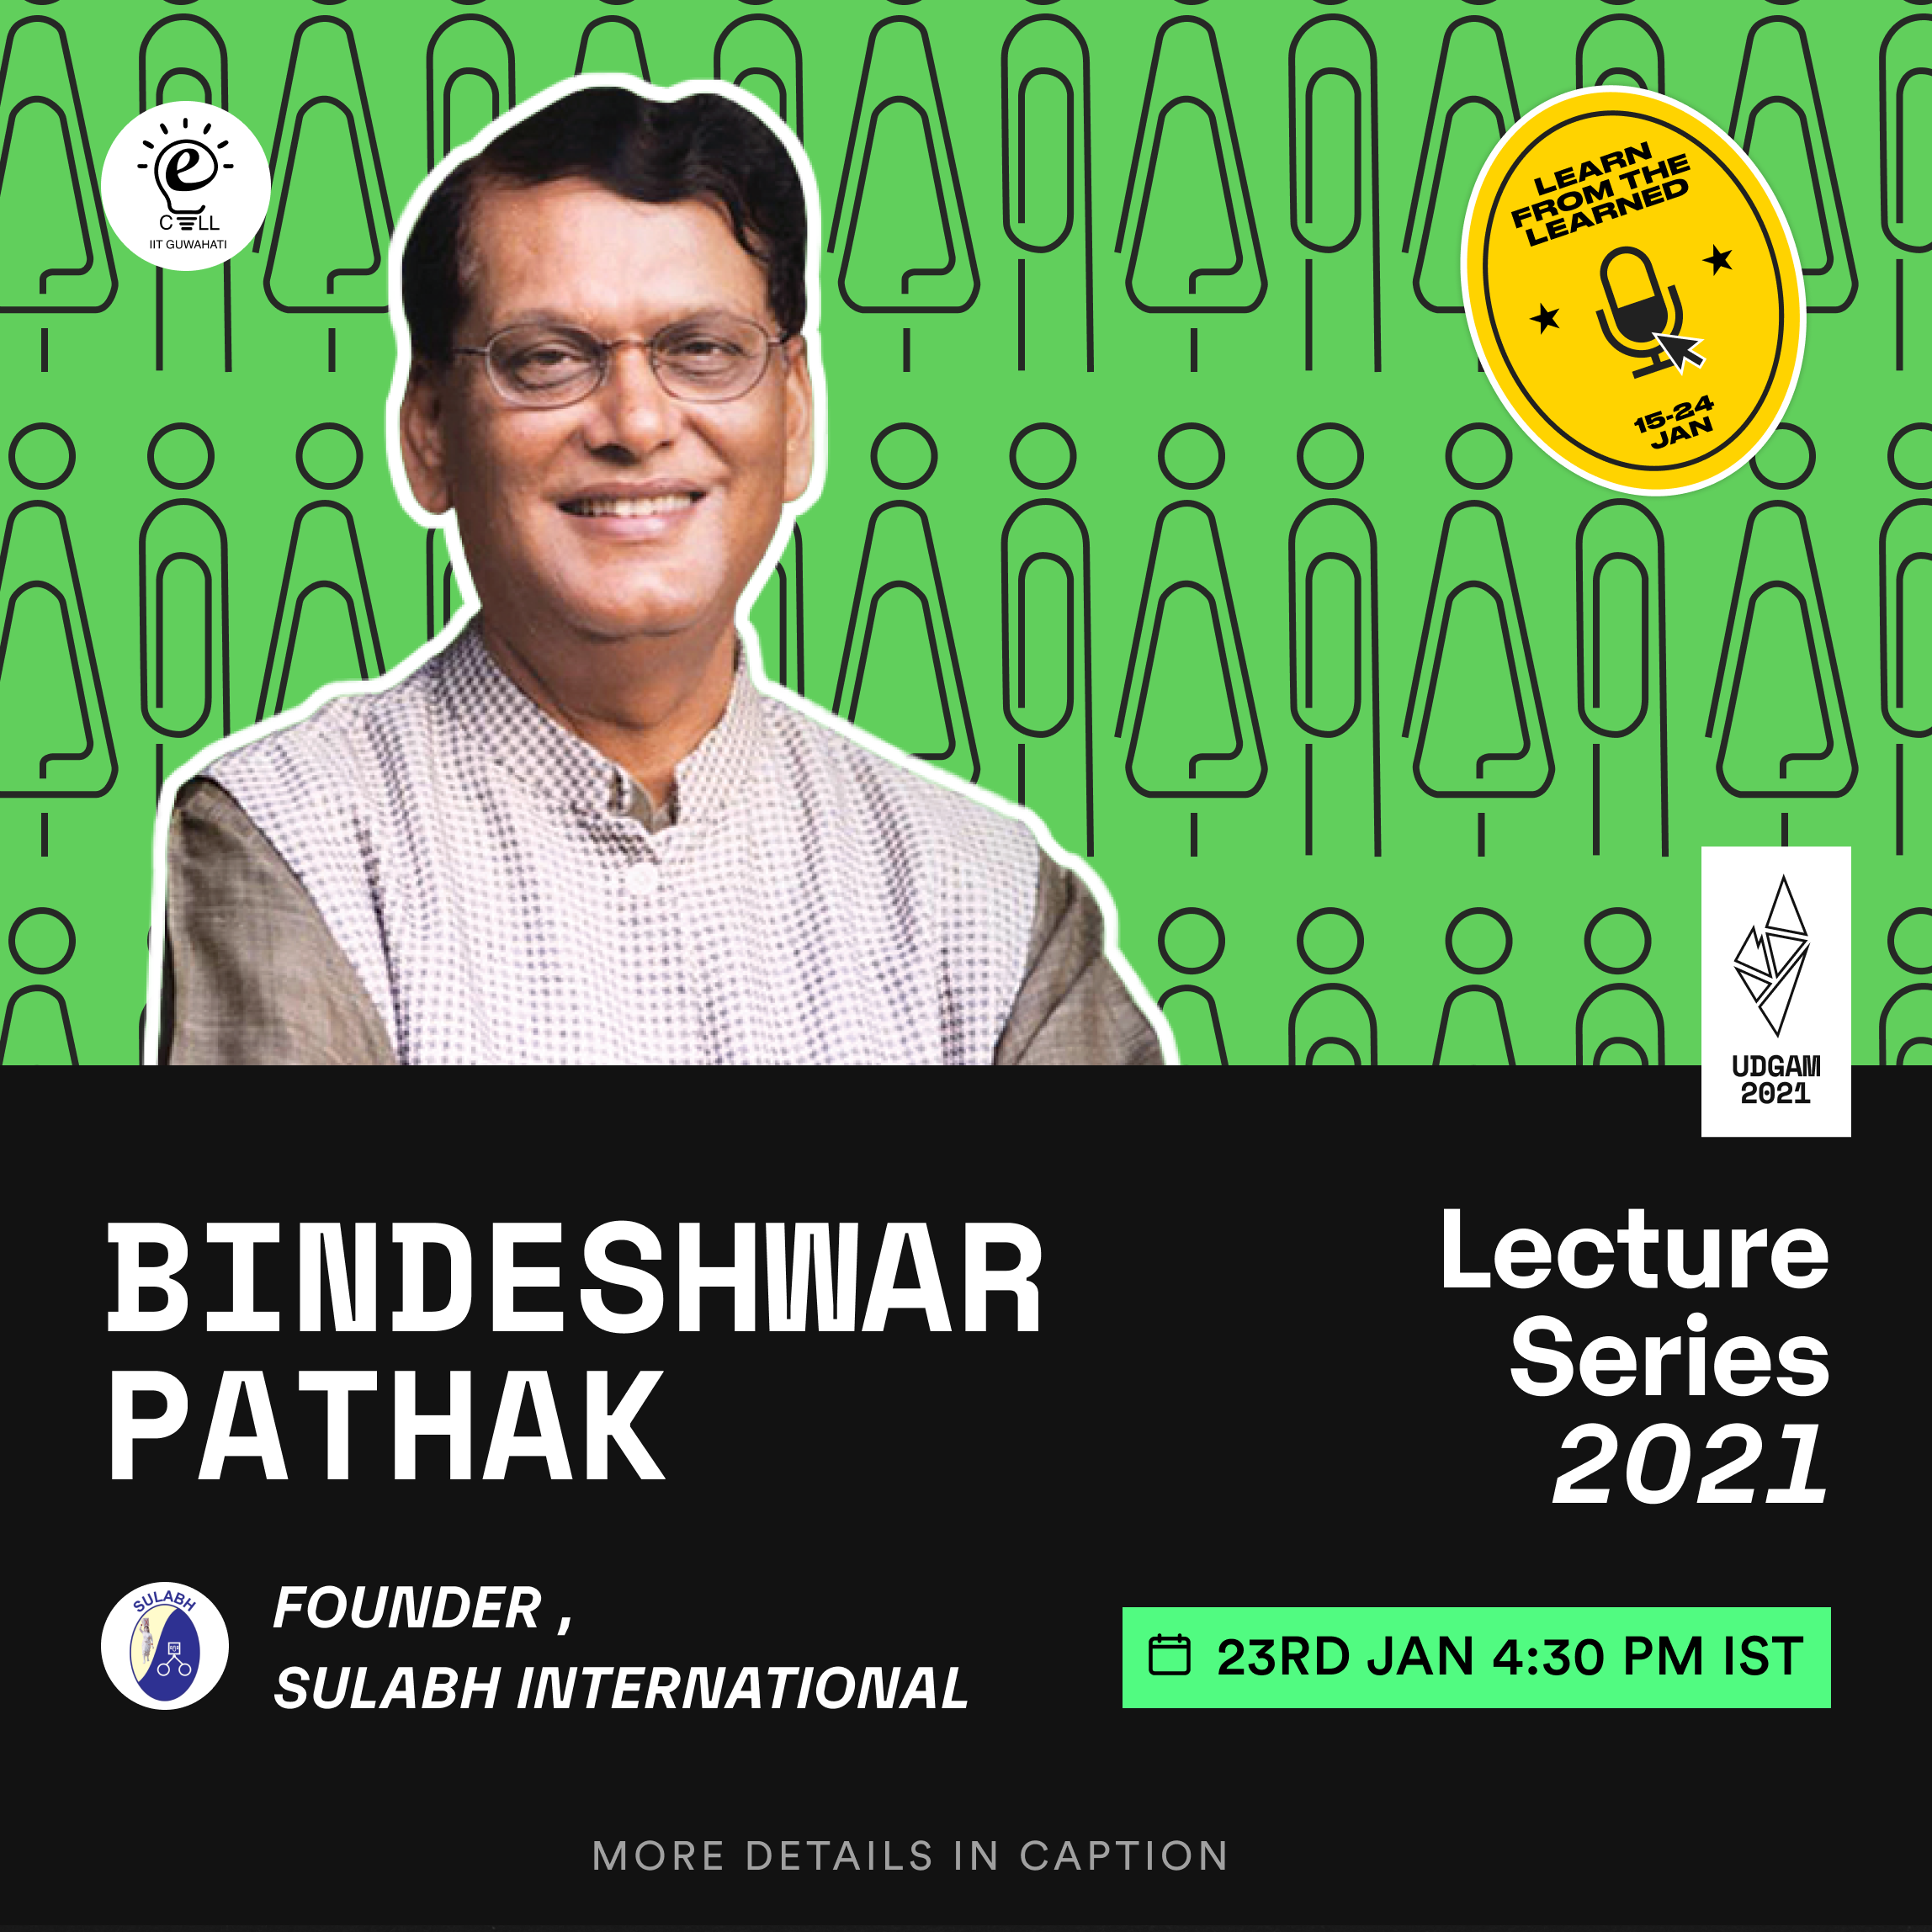 e
CELL
IIT GUWAHATI
LEARN
FROM THE
LEARNED
15-24
JAN
UDGAM
2021
BINDESHWAR
PATHAK
Lecture
Series
2021
SULABH
FOUNDER ,
SULABH INTERNATIONAL
23RD JAN 4:30 PM IST
MORE DETAILS IN CAPTION